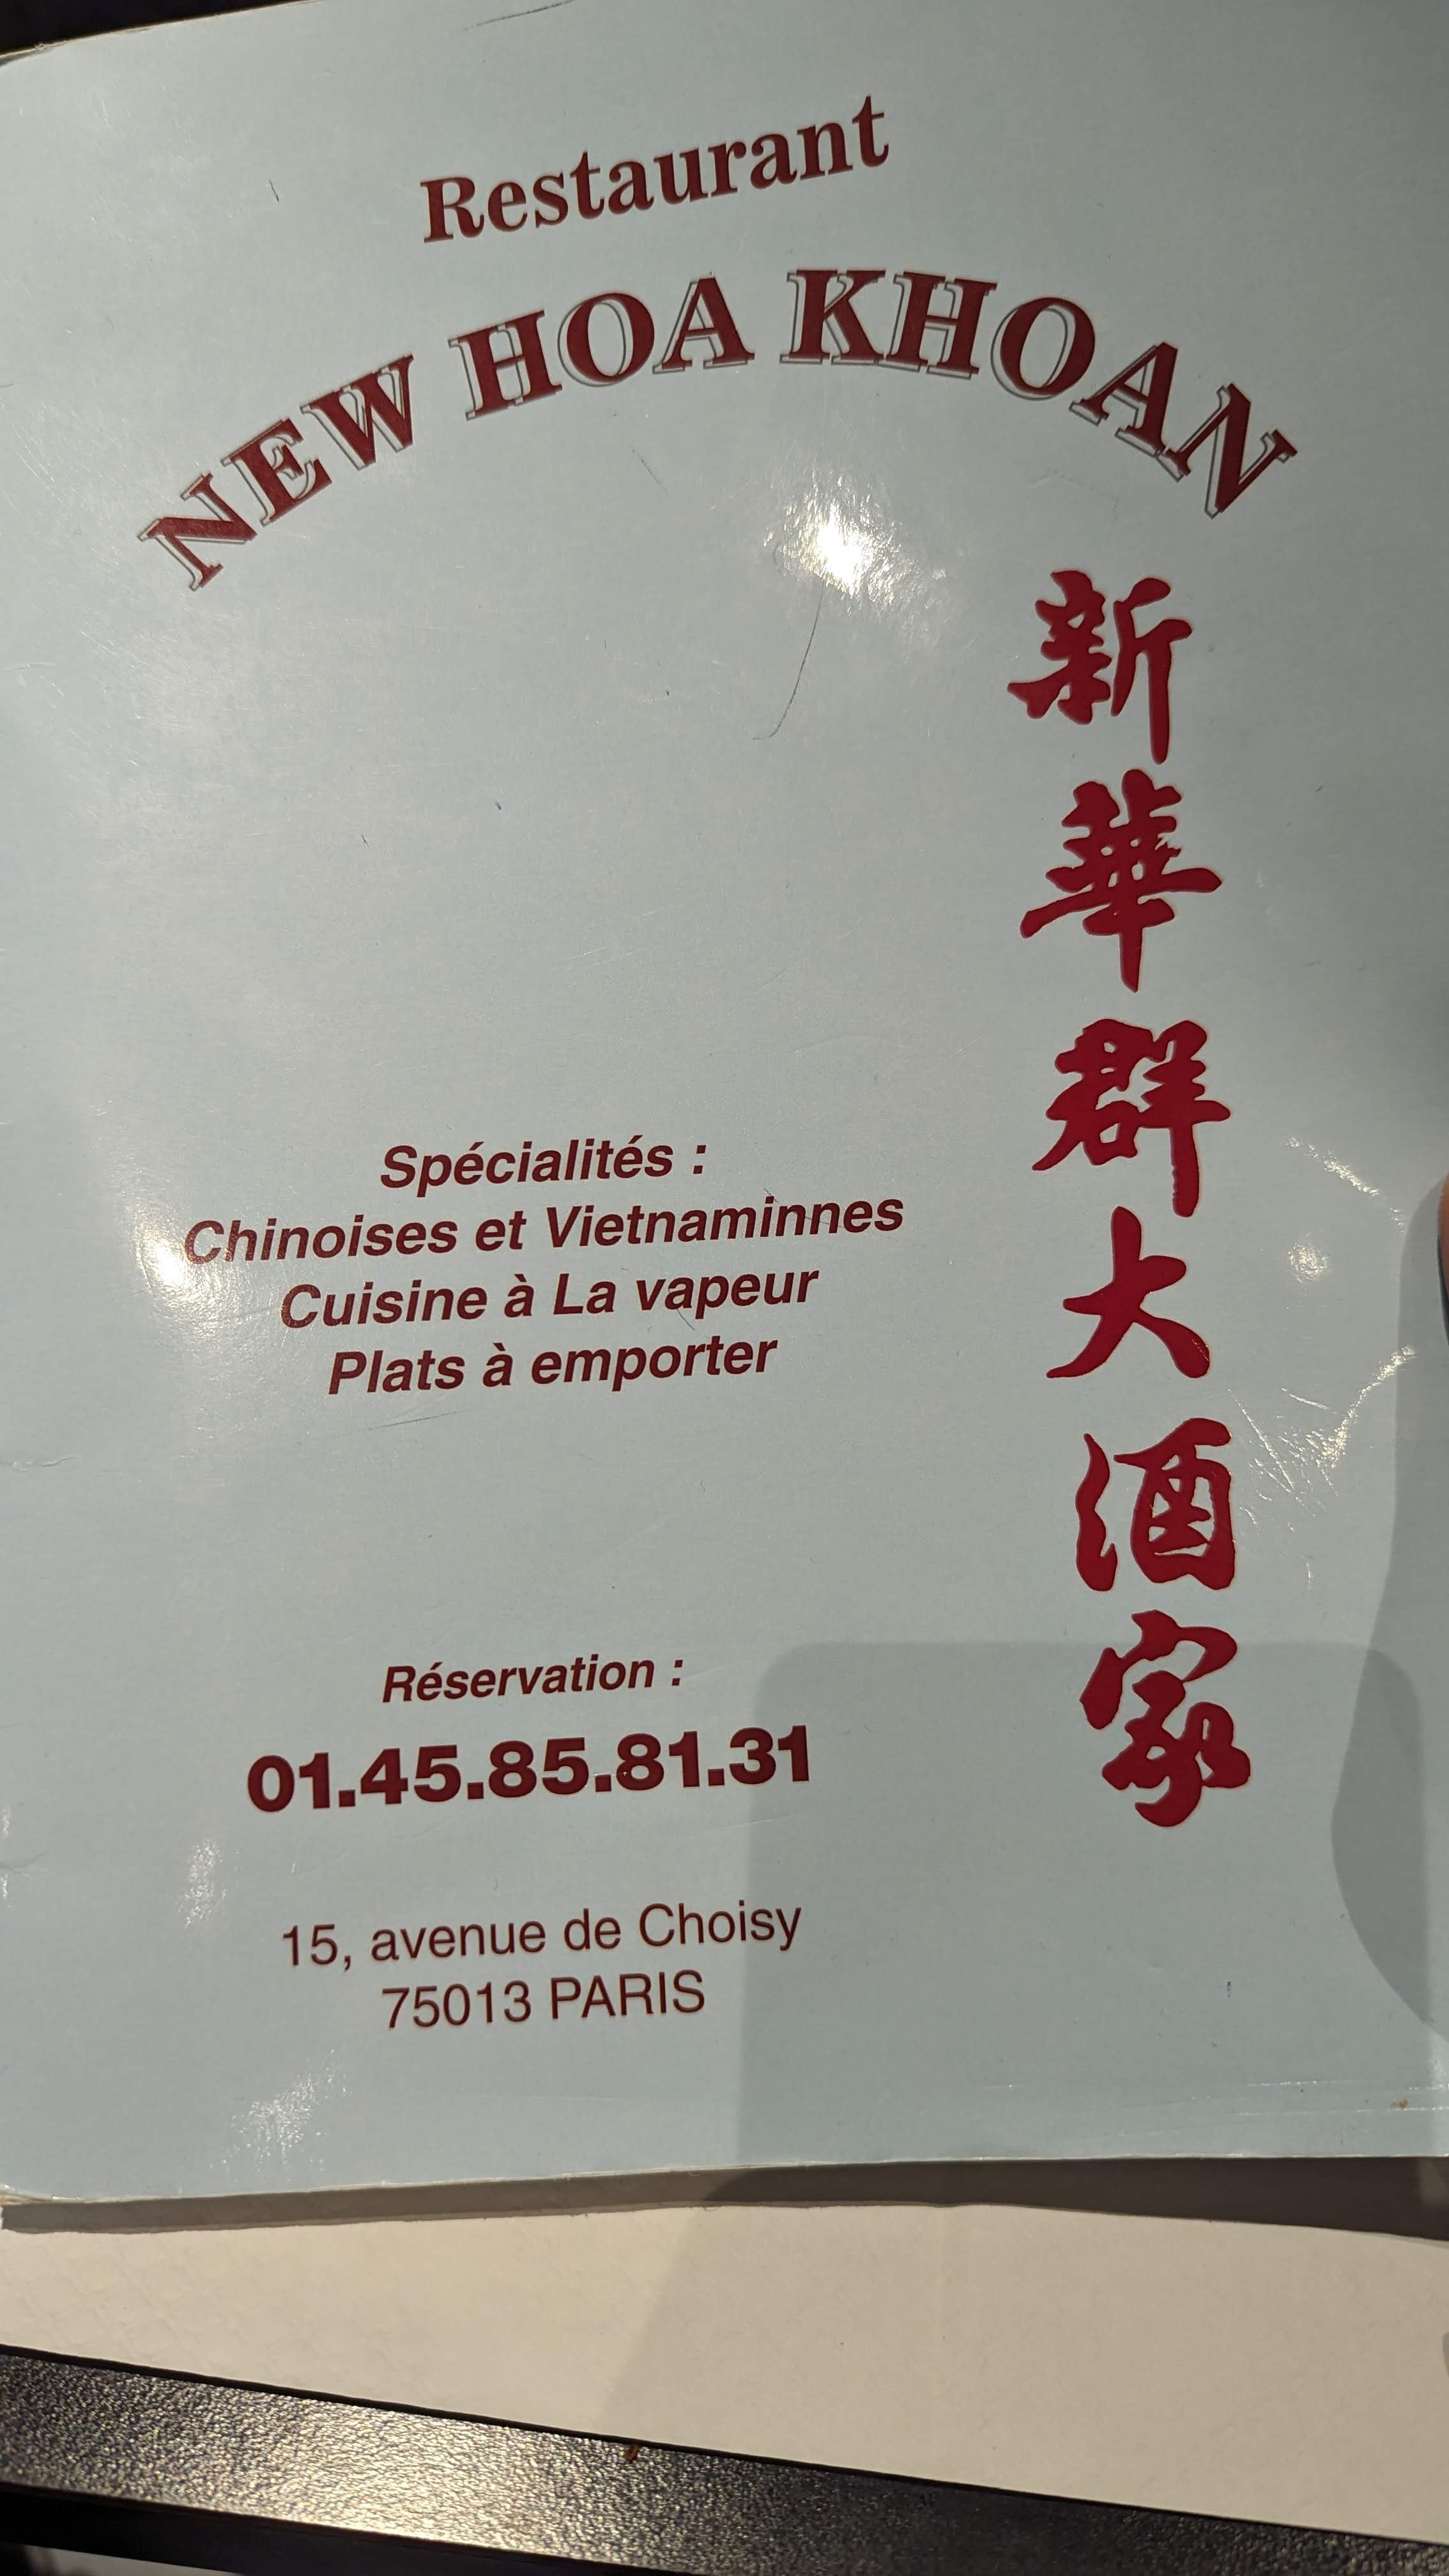 Restaurant
NEW HOA KHOAN
新華群大酒家
Spécialités :
Chinoises et Vietnaminnes
Cuisine à La vapeur
Plats à emporter
Réservation :
01.45.85.81.31
15, avenue de Choisy
75013 PARIS